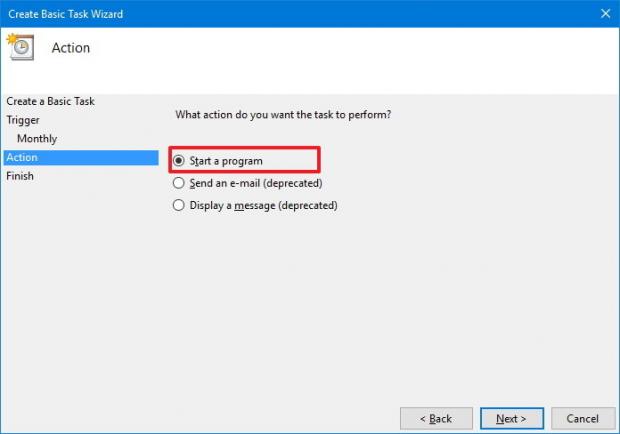 Create Basic Task Wizard
Action
Create a Basic Task
Trigger
Monthly
Action
Finish
What action do you want the task to perform?
Start a program
Send an e-mail (deprecated)
Display a message (deprecated)
< Back
Next >
Cancel